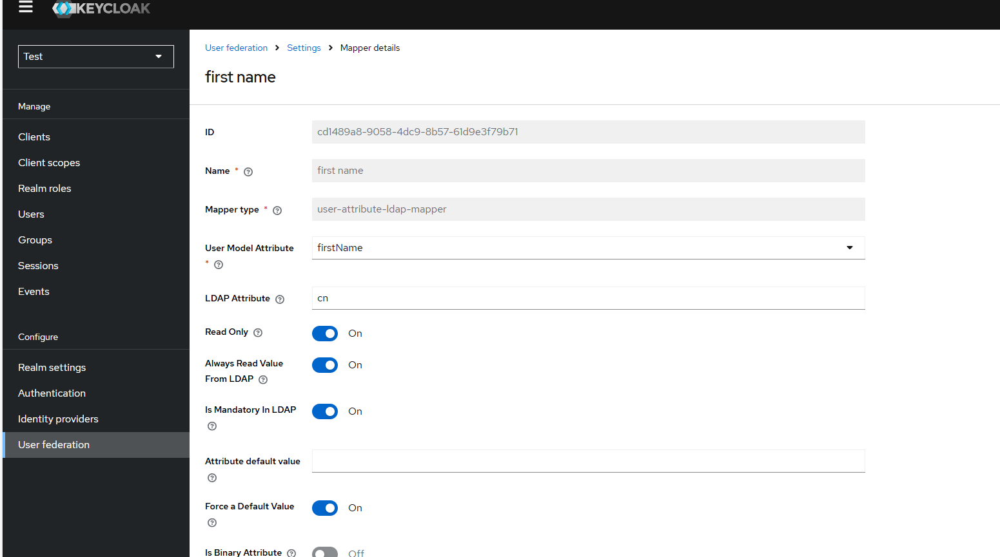 KEYCLOAK
Test
Manage
Clients
Client scopes
Realm roles
Users
Groups
Sessions
Events
Configure
Realm settings
Authentication
Identity providers
User federation
User federation > Settings > Mapper details
first name
ID
cd1489a8-9058-4dc9-8b57-61d9e3f79b71
Name *
first name
Mapper type *
user-attribute-ldap-mapper
User Model Attribute
*
firstName
LDAP Attribute
cn
Read Only
On
Always Read Value
From LDAP
On
Is Mandatory In LDAP
On
Attribute default value
Force a Default Value
On
Is Binary Attribute
Off